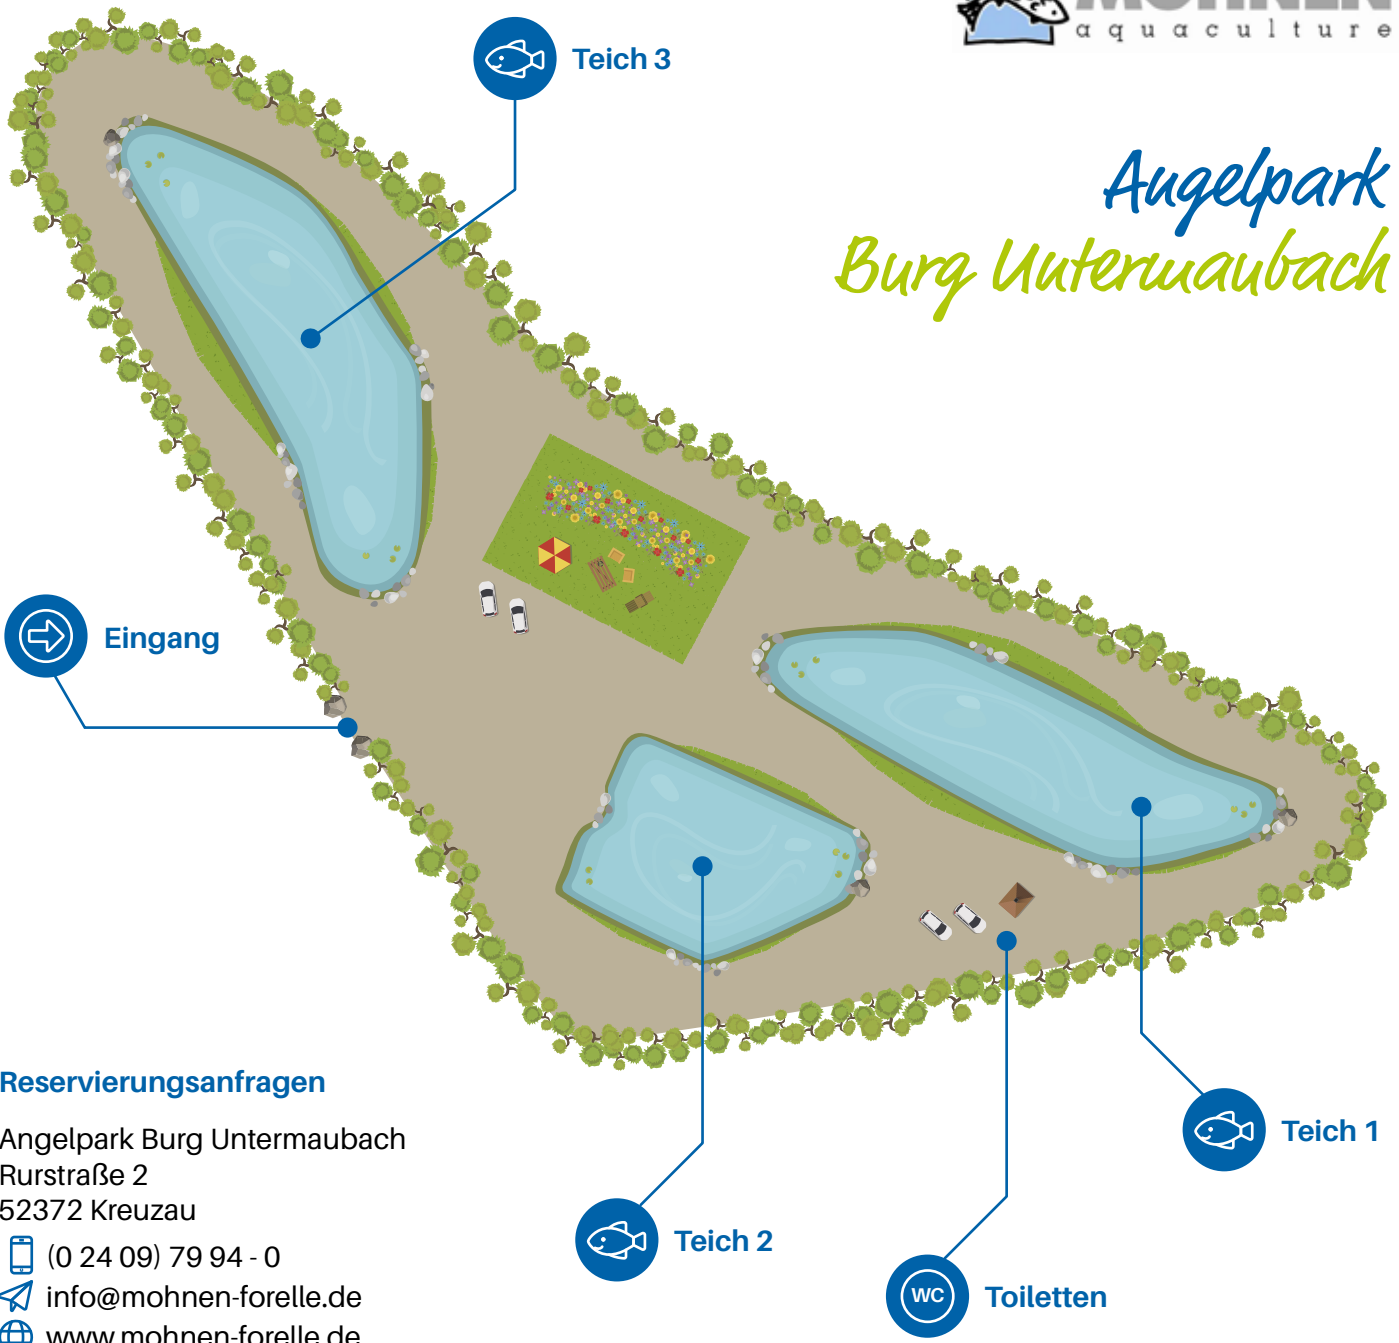 MOHNEN
aquaculture
Teich 3
Angelpark
Burg Untermaubach
Eingang
Reservierungsanfragen
Angelpark Burg Untermaubach
Rurstraße 2
52372 Kreuzau
(0 24 09) 79 94 - 0
info@mohnen-forelle.de
www.mohnen-forelle.de
Teich 1
Teich 2
WC
Toiletten